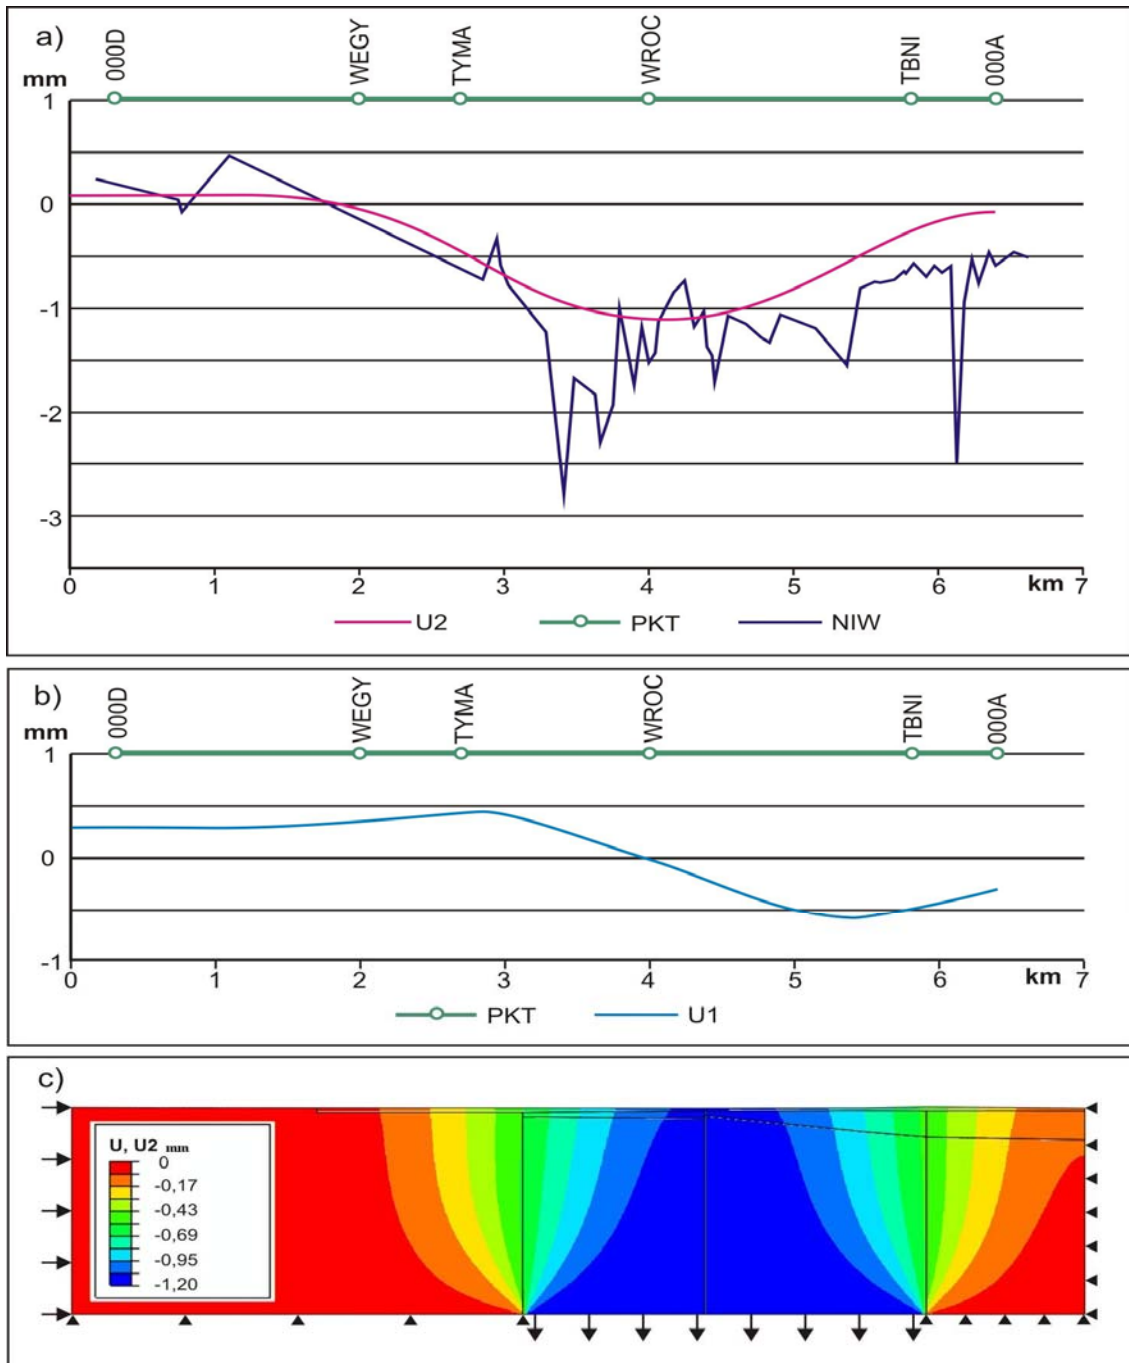 a)
000D WEGY TYMA WROC TBNI 000A
mm
1
0
-1
-2
-3
0 1 2 3 4 5 6 km 7
U2 PKT NIW
b)
000D WEGY TYMA WROC TBNI 000A
mm
1
0
-1
0 1 2 3 4 5 6 km 7
PKT U1
c)
U, U2 mm
0
-0,17
-0,43
-0,69
-0,95
-1,20